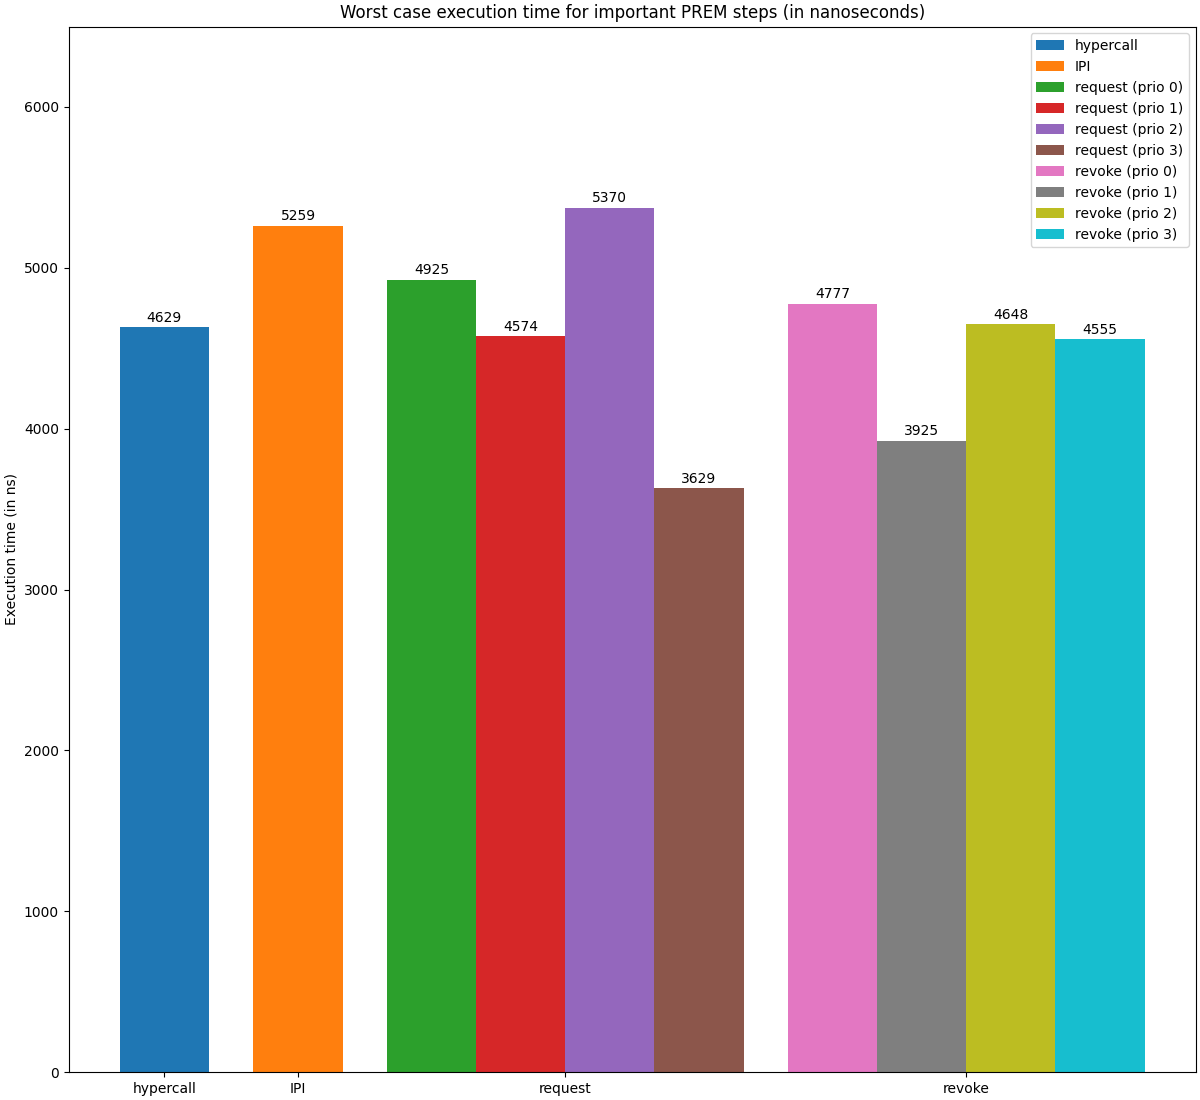 Worst case execution time for important PREM steps (in nanoseconds)
hypercall
IPI
request (prio 0)
request (prio 1)
request (prio 2)
request (prio 3)
revoke (prio 0)
revoke (prio 1)
revoke (prio 2)
revoke (prio 3)
Execution time (in ns)
6000
5000
4000
3000
2000
1000
0
4629
5259
4925
4574
5370
3629
4777
3925
4648
4555
hypercall
IPI
request
revoke